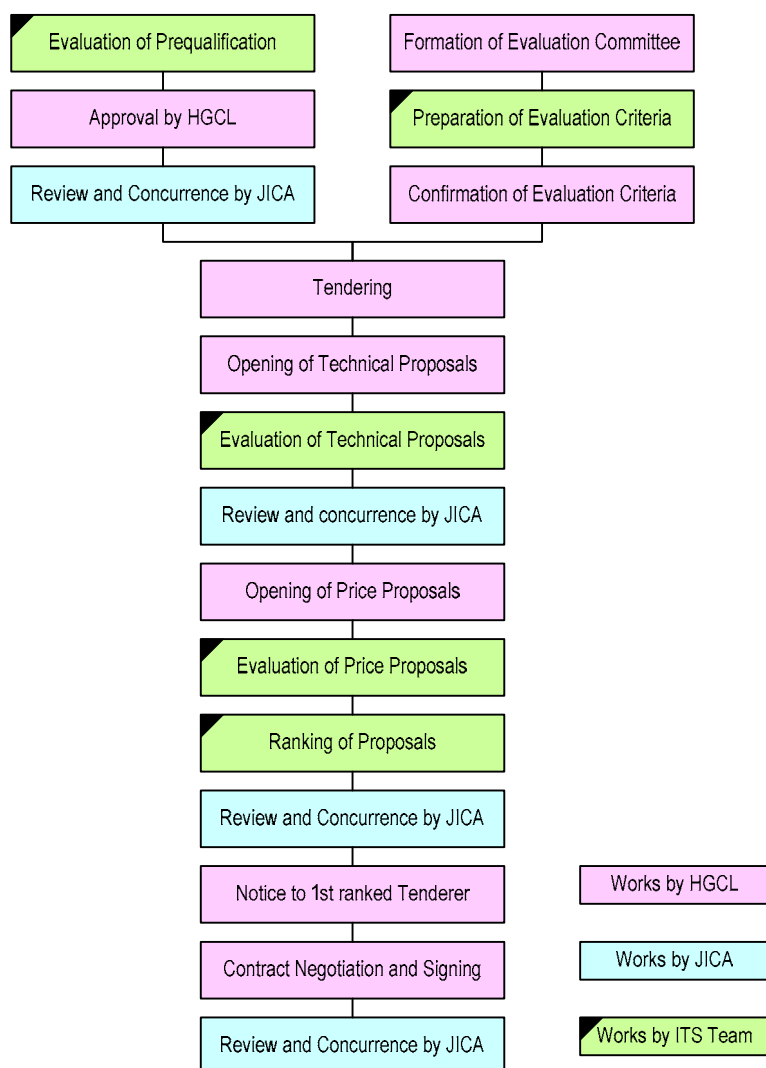 Evaluation of Prequalification
Formation of Evaluation Committee
Approval by HGCL
Preparation of Evaluation Criteria
Review and Concurrence by JICA
Confirmation of Evaluation Criteria
Tendering
Opening of Technical Proposals
Evaluation of Technical Proposals
Review and concurrence by JICA
Opening of Price Proposals
Evaluation of Price Proposals
Ranking of Proposals
Review and Concurrence by JICA
Notice to 1st ranked Tenderer
Works by HGCL
Contract Negotiation and Signing
Works by JICA
Review and Concurrence by JICA
Works by ITS Team